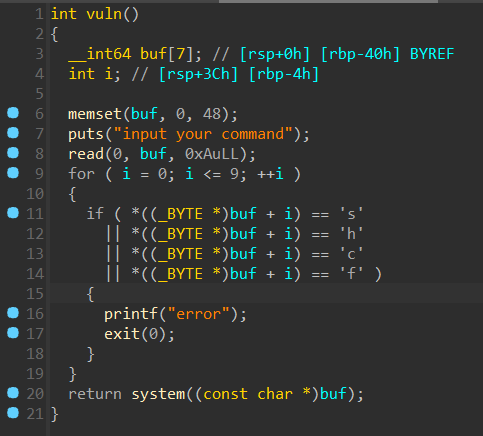 1 int vuln()
2 {
3   __int64 buf[7]; // [rsp+0h] [rbp-40h] BYREF
4   int i; // [rsp+3Ch] [rbp-4h]
5
6   memset(buf, 0, 48);
7   puts("input your command");
8   read(0, buf, 0xAuLL);
9   for ( i = 0; i <= 9; ++i )
10   {
11     if ( *((_BYTE *)buf + i) == 's'
12       || *((_BYTE *)buf + i) == 'h'
13       || *((_BYTE *)buf + i) == 'c'
14       || *((_BYTE *)buf + i) == 'f' )
15     {
16       printf("error");
17       exit(0);
18     }
19   }
20   return system((const char *)buf);
21 }